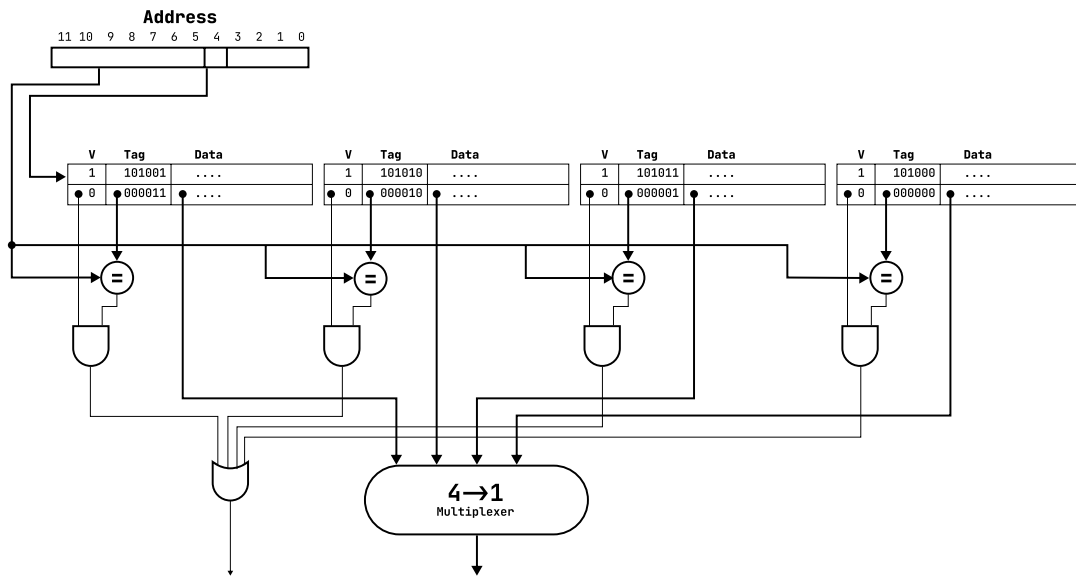 Address
11 10 9 8 7 6 5 4 3 2 1 0
V Tag Data V Tag Data V Tag Data V Tag Data
1 101001 .... 1 101010 .... 1 101011 .... 1 101000 ....
0 000011 .... 0 000010 .... 0 000001 .... 0 000000 ....
= = = =
4→1
Multiplexer